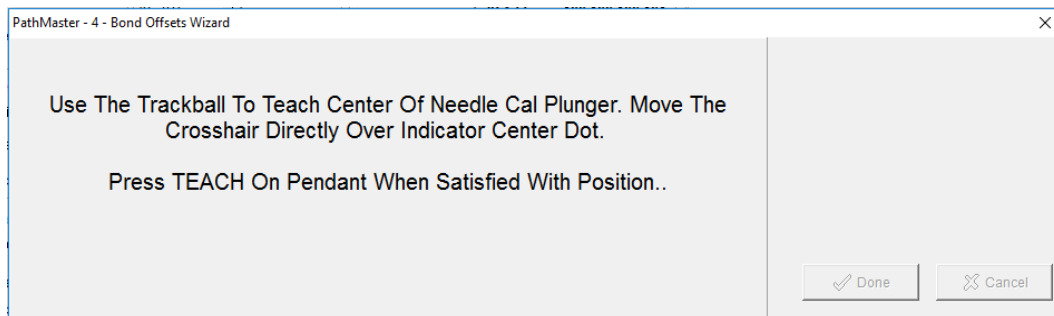 PathMaster - 4 - Bond Offsets Wizard
Use The Trackball To Teach Center Of Needle Cal Plunger. Move The
Crosshair Directly Over Indicator Center Dot.
Press TEACH On Pendant When Satisfied With Position..
Done
Cancel